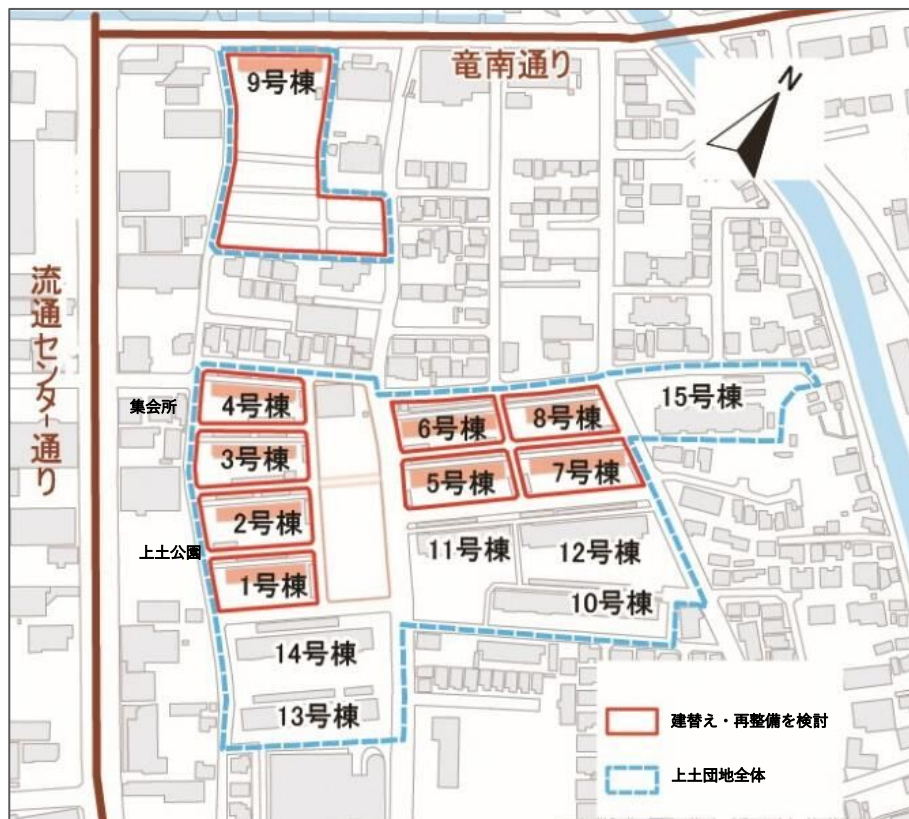 竜南通り
9号棟
N
流通センター通り
集会所
4号棟
6号棟
8号棟
15号棟
3号棟
5号棟
7号棟
上土公園
2号棟
11号棟
12号棟
1号棟
10号棟
14号棟
13号棟
建替え・再整備を検討
上土団地全体